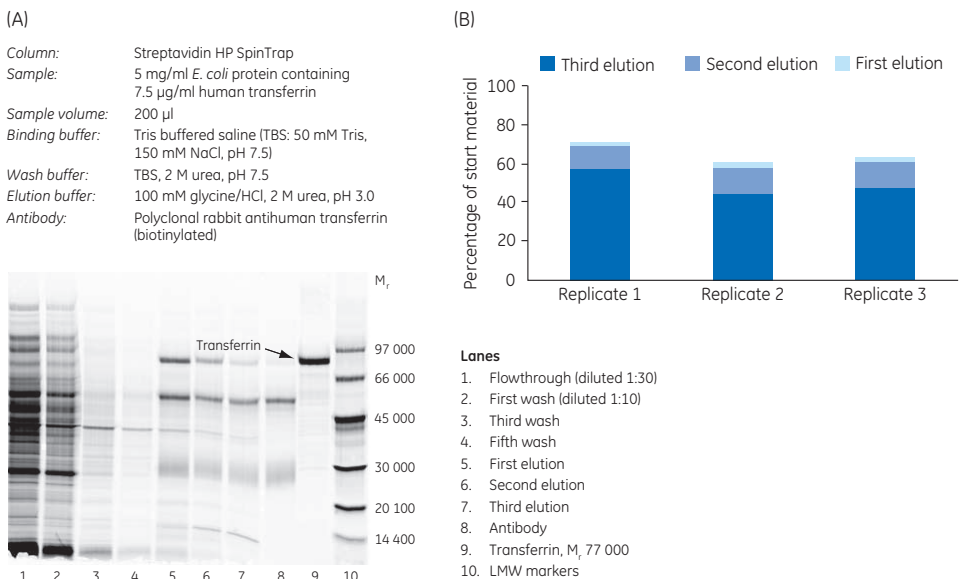 (A)
Column: Streptavidin HP SpinTrap
Sample: 5 mg/ml E. coli protein containing
7.5 µg/ml human transferrin
Sample volume: 200 µl
Binding buffer: Tris buffered saline (TBS: 50 mM Tris,
150 mM NaCl, pH 7.5)
Wash buffer: TBS, 2 M urea, pH 7.5
Elution buffer: 100 mM glycine/HCl, 2 M urea, pH 3.0
Antibody: Polyclonal rabbit antihuman transferrin
(biotinylated)
Mr
Transferrin
97 000
66 000
45 000
30 000
20 100
14 400
1 2 3 4 5 6 7 8 9 10
(B)
Third elution Second elution First elution
Percentage of start material
100
80
60
40
20
0
Replicate 1 Replicate 2 Replicate 3
Lanes
1. Flowthrough (diluted 1:30)
2. First wash (diluted 1:10)
3. Third wash
4. Fifth wash
5. First elution
6. Second elution
7. Third elution
8. Antibody
9. Transferrin, Mr 77 000
10. LMW markers